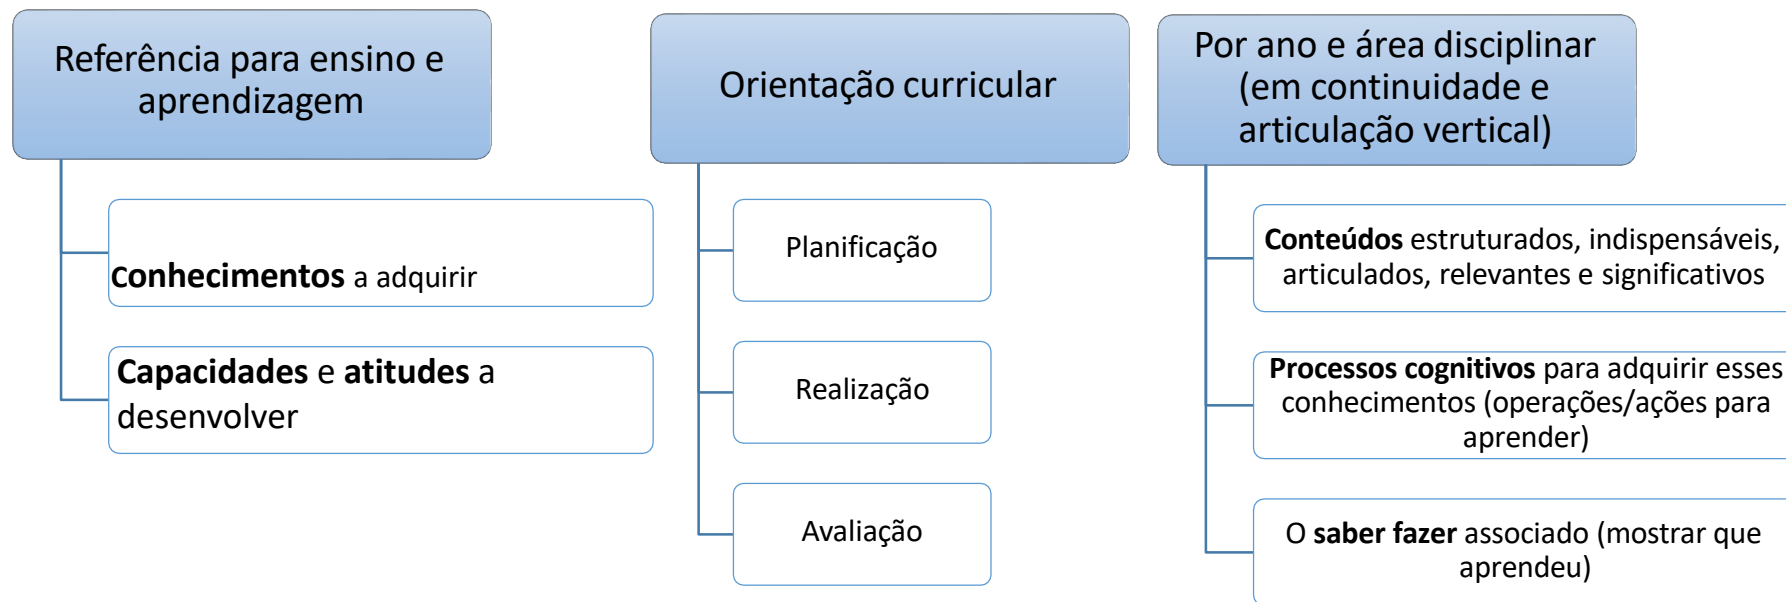 Referência para ensino e
aprendizagem
Conhecimentos a adquirir
Capacidades e atitudes a
desenvolver
Orientação curricular
Planificação
Realização
Avaliação
Por ano e área disciplinar
(em continuidade e
articulação vertical)
Conteúdos estruturados, indispensáveis,
articulados, relevantes e significativos
Processos cognitivos para adquirir esses
conhecimentos (operações/ações para
aprender)
O saber fazer associado (mostrar que
aprendeu)